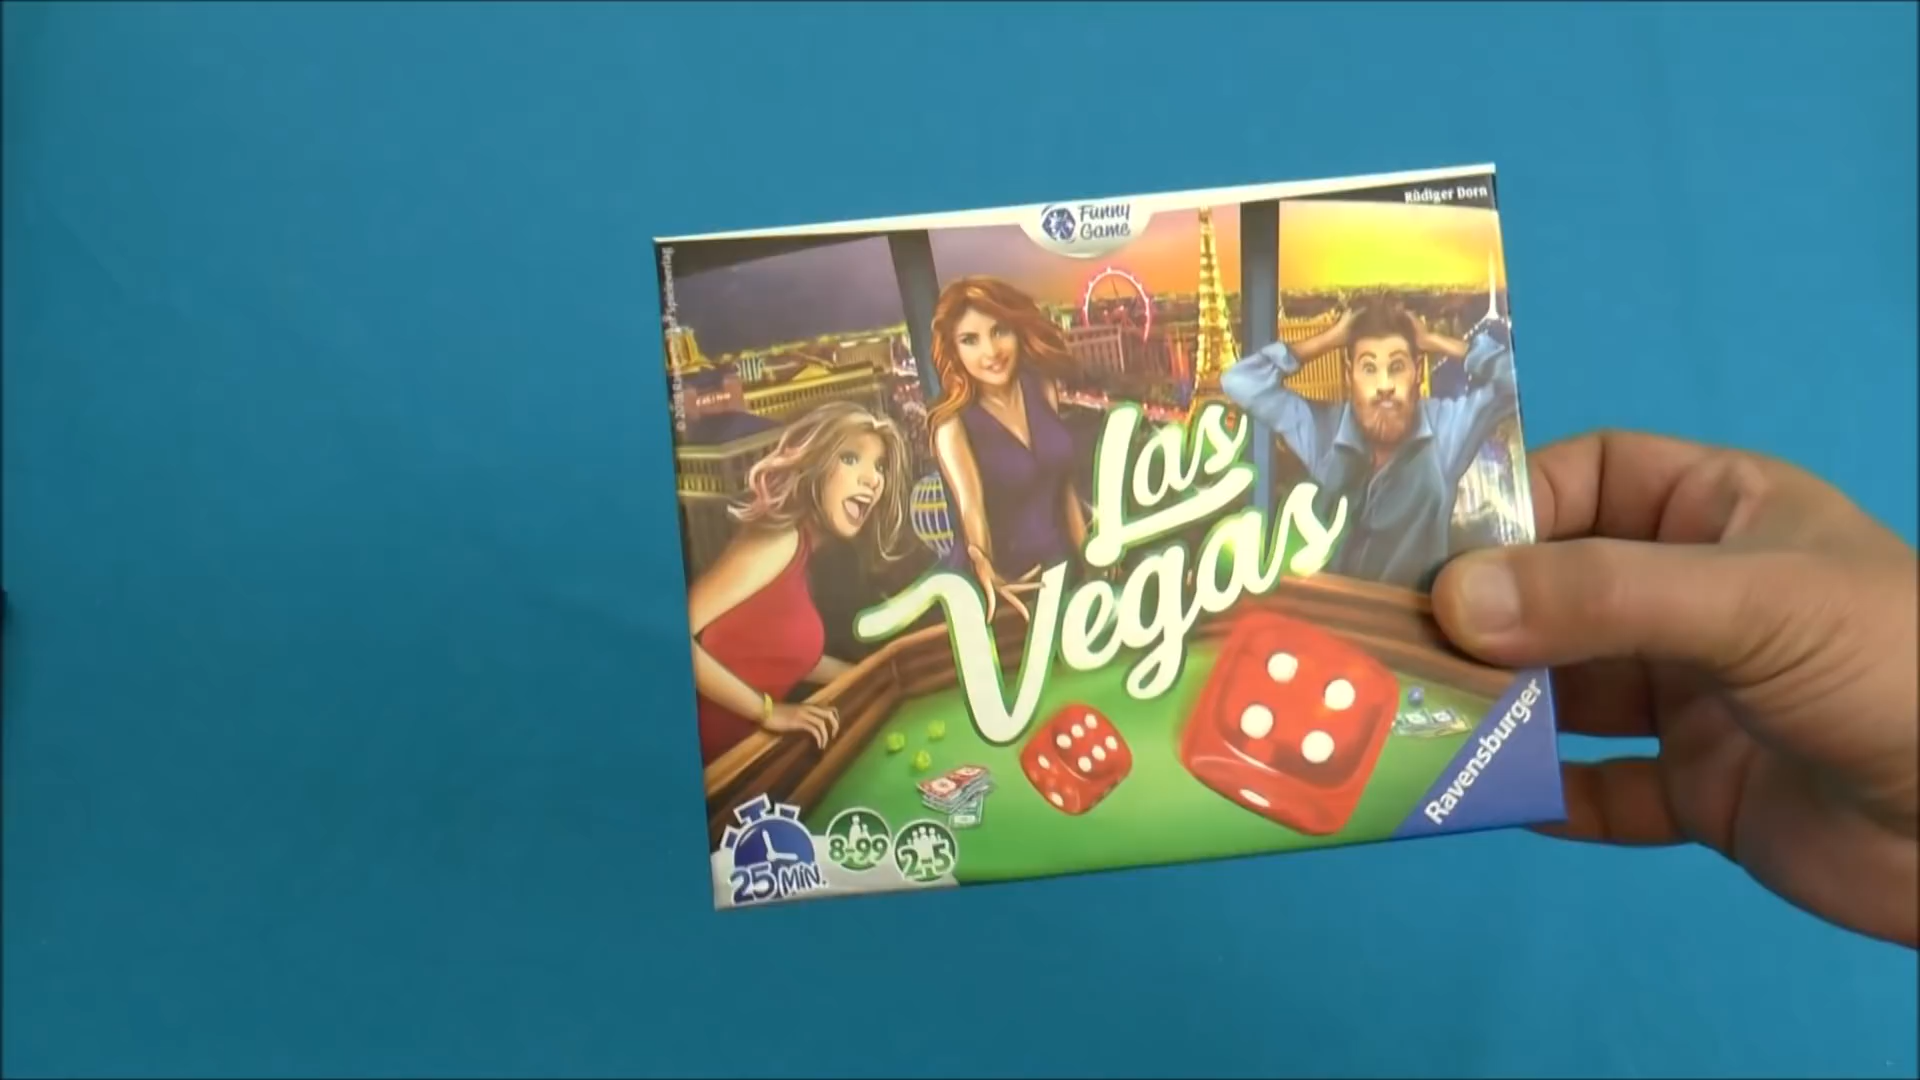 Rüdiger Dorn
Funny
Game
Las
Vegas
Ravensburger
25 MIN.
8-99
2-5